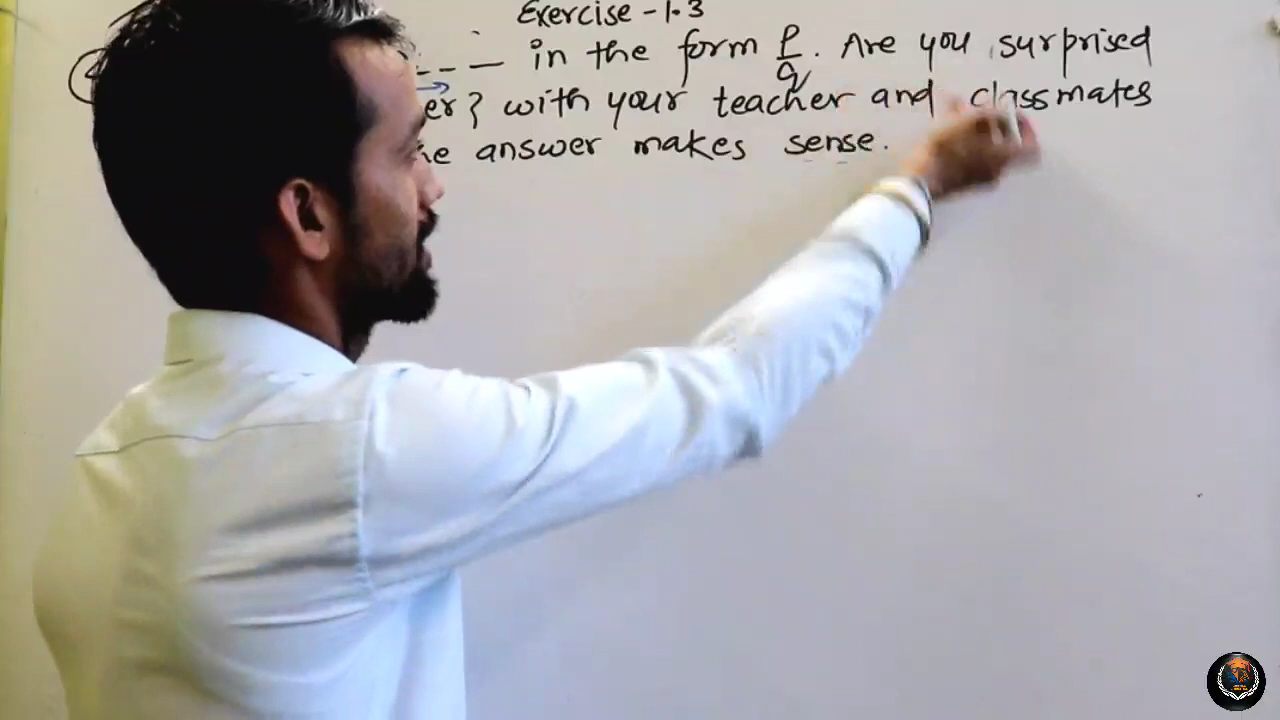 Exercise - 1.3
(4 --- in the form p/q. Are you surprised
er? with your teacher and classmates
he answer makes sense.